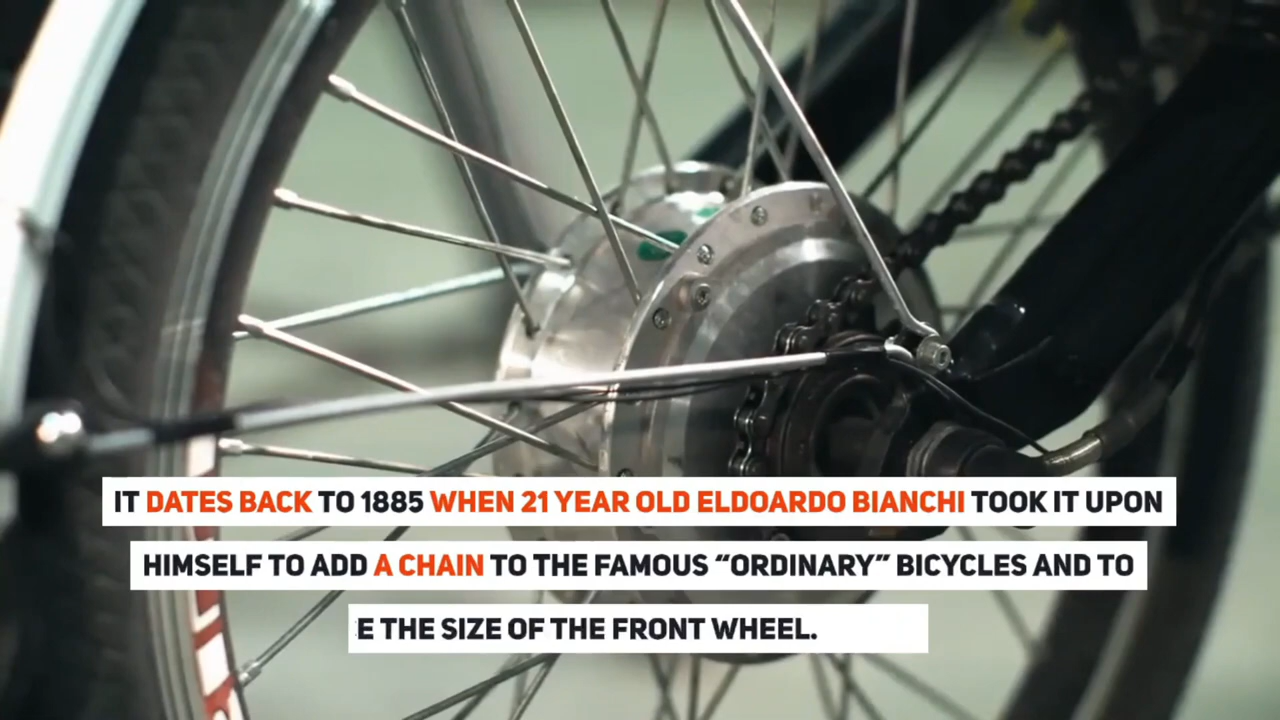 IT DATES BACK TO 1885 WHEN 21 YEAR OLD ELDOARDO BIANCHI TOOK IT UPON
HIMSELF TO ADD A CHAIN TO THE FAMOUS “ORDINARY” BICYCLES AND TO
E THE SIZE OF THE FRONT WHEEL.